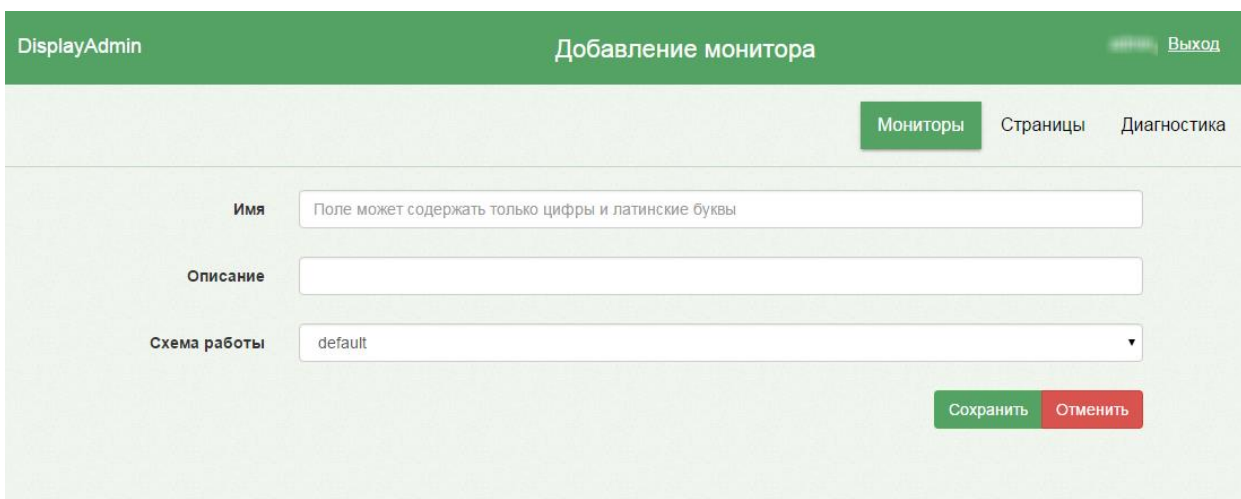 DisplayAdmin Добавление монитора Выход
Мониторы Страницы Диагностика
Имя Поле может содержать только цифры и латинские буквы
Описание
Схема работы default
Сохранить Отменить